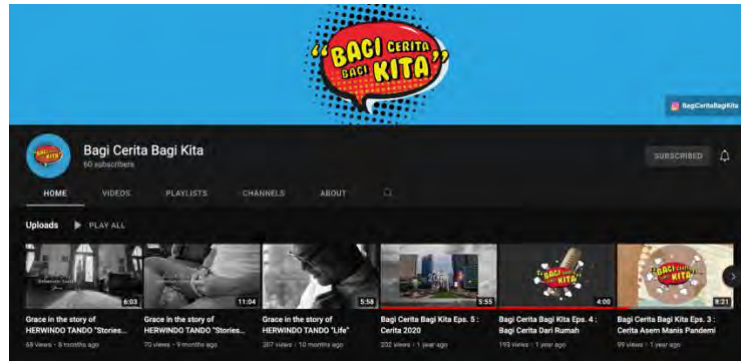 “BAGI CERITA
BAGI KITA”
BagiCeritaBagiKita
Bagi Cerita Bagi Kita
60 subscribers
SUBSCRIBED
HOME VIDEOS PLAYLISTS CHANNELS ABOUT
Uploads PLAY ALL
6:03 11:04 5:58 5:55 4:00 8:21
Grace in the story of
HERWINDO TANDO "Stories...
68 views • 8 months ago
Grace in the story of
HERWINDO TANDO "Stories...
70 views • 9 months ago
Grace in the story of
HERWINDO TANDO "Life"
207 views • 10 months ago
Bagi Cerita Bagi Kita Eps. 5 :
Cerita 2020
202 views • 1 year ago
Bagi Cerita Bagi Kita Eps. 4 :
Bagi Cerita Dari Rumah
193 views • 1 year ago
Bagi Cerita Bagi Kita Eps. 3 :
Cerita Asem Manis Pandemi
99 views • 1 year ago